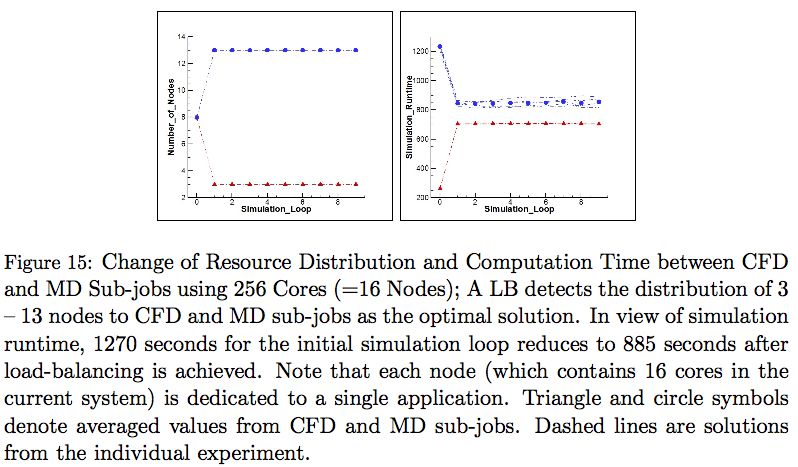 14
12
10
8
6
4
2
0
2
4
6
8
Number_of_Nodes
Simulation_Loop
1200
1000
800
600
400
200
0
2
4
6
8
Simulation_Runtime
Simulation_Loop
Figure 15: Change of Resource Distribution and Computation Time between CFD
and MD Sub-jobs using 256 Cores (=16 Nodes); A LB detects the distribution of 3
– 13 nodes to CFD and MD sub-jobs as the optimal solution. In view of simulation
runtime, 1270 seconds for the initial simulation loop reduces to 885 seconds after
load-balancing is achieved. Note that each node (which contains 16 cores in the
current system) is dedicated to a single application. Triangle and circle symbols
denote averaged values from CFD and MD sub-jobs. Dashed lines are solutions
from the individual experiment.